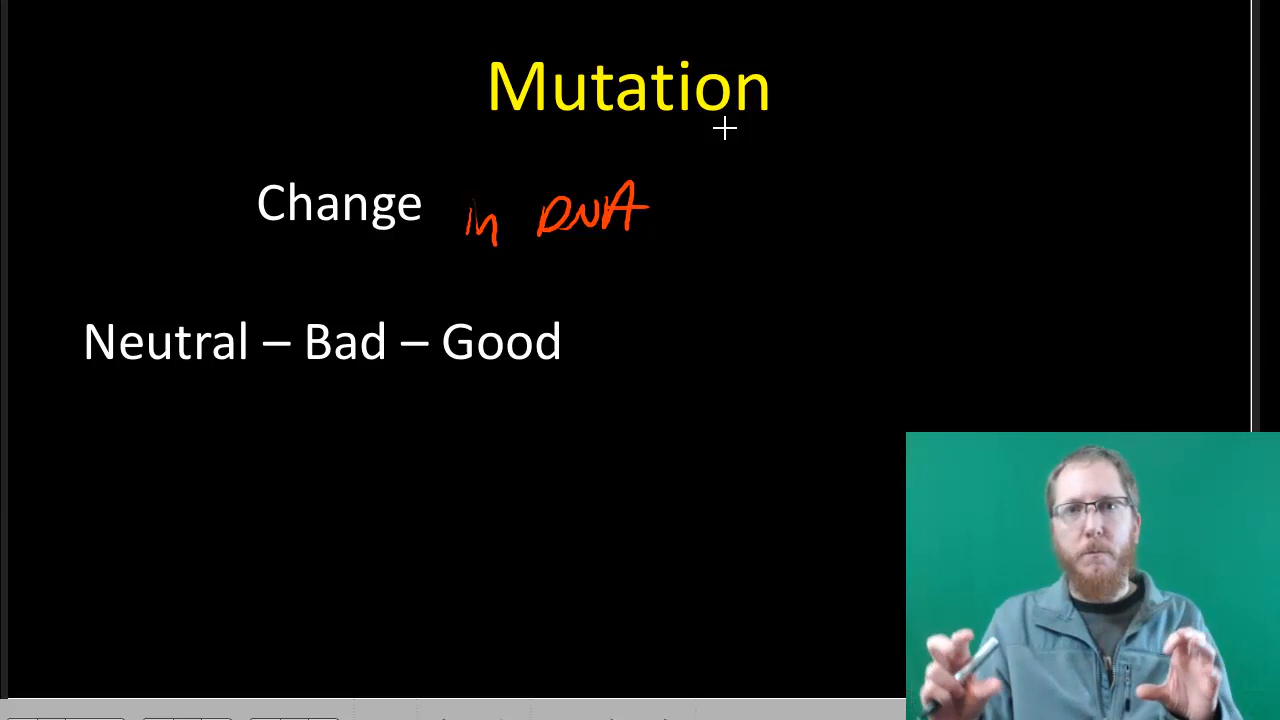 Mutation
Change in DNA
Neutral – Bad – Good